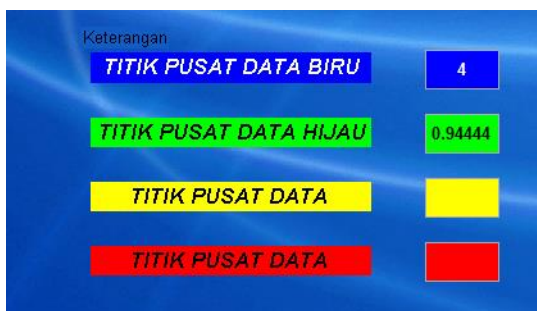 Keterangan
TITIK PUSAT DATA BIRU 4
TITIK PUSAT DATA HIJAU 0.94444
TITIK PUSAT DATA
TITIK PUSAT DATA